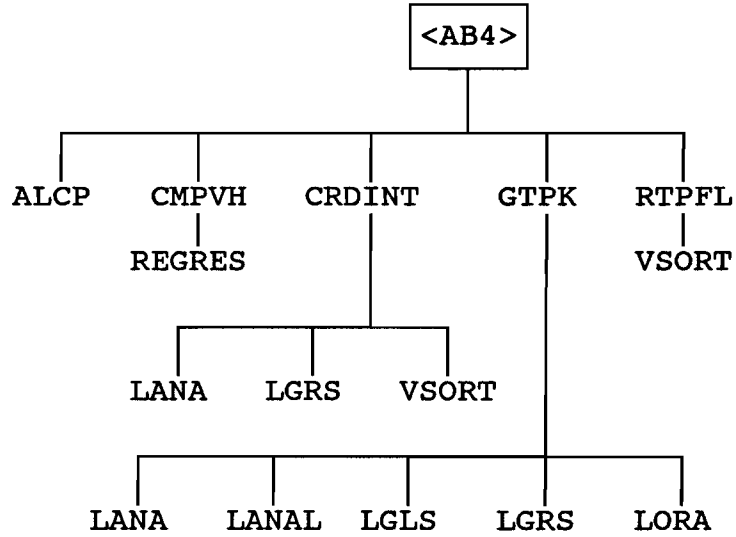 <AB4>
ALCP CMPVH CRDINT GTPK RTPFL
REGRES VSORT
LANA LGRS VSORT
LANA LANAL LGLS LGRS LORA